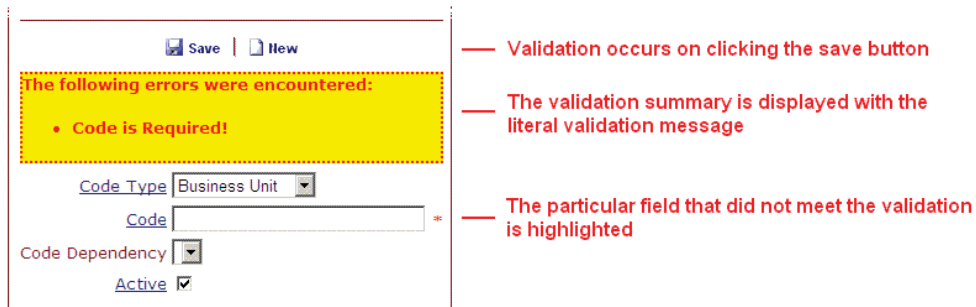 Save | New
Validation occurs on clicking the save button
The following errors were encountered:
• Code is Required!
The validation summary is displayed with the
literal validation message
Code Type Business Unit
Code *
The particular field that did not meet the validation
is highlighted
Code Dependency
Active